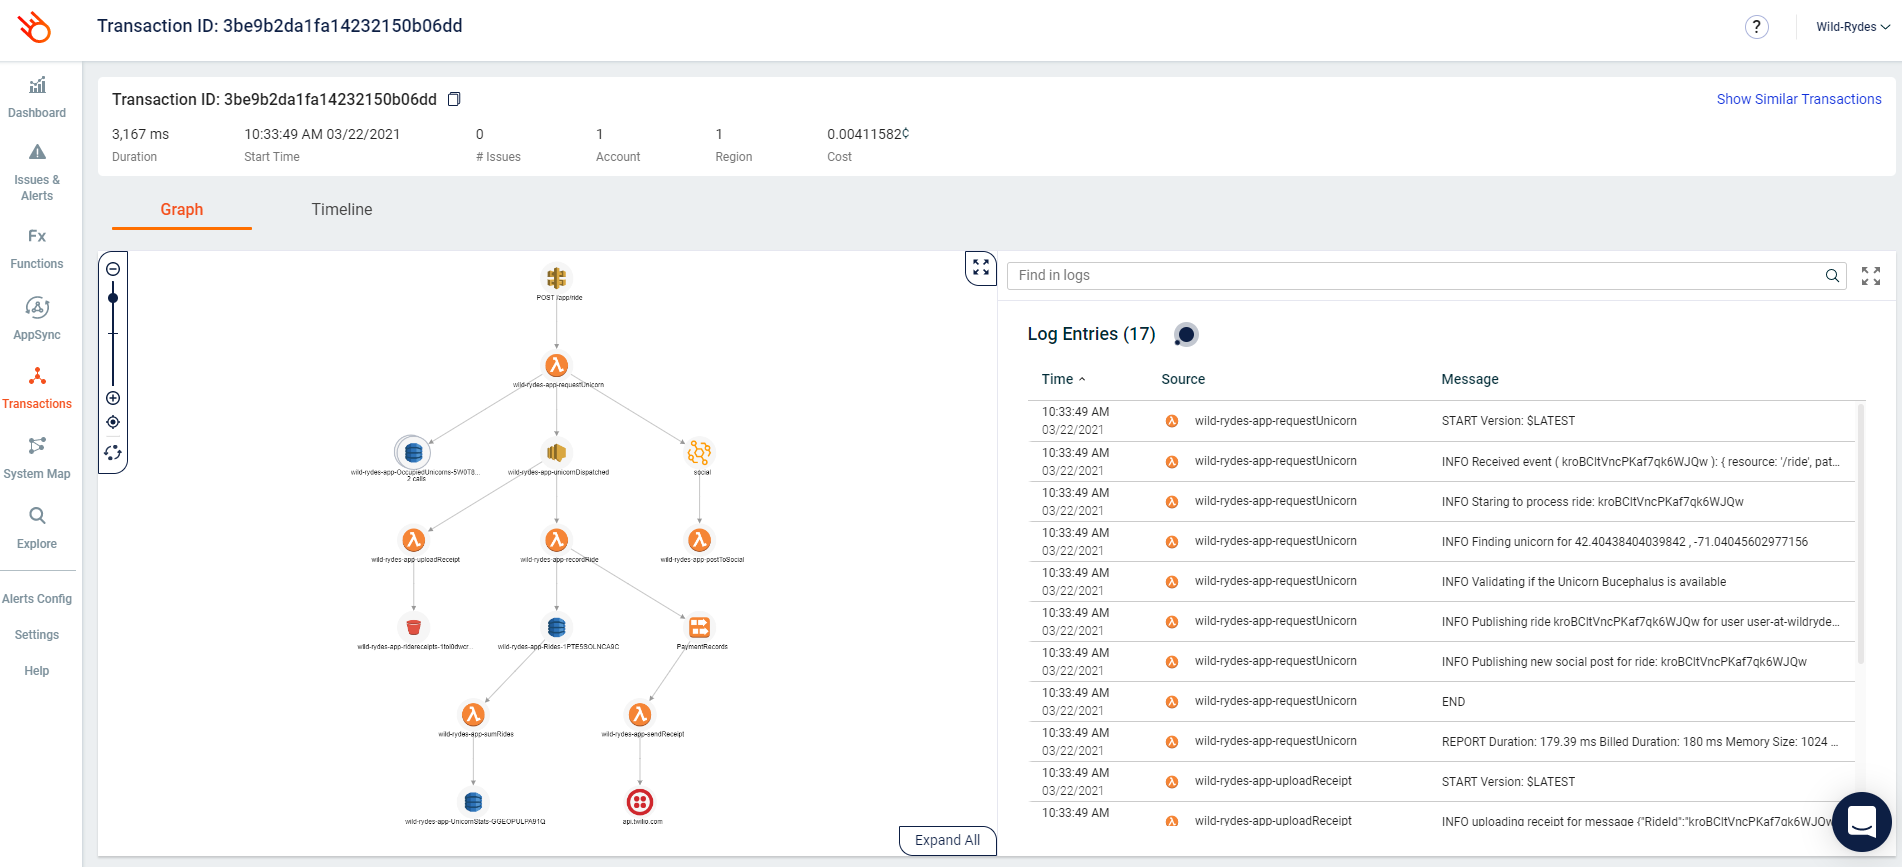 Transaction ID: 3be9b2da1fa14232150b06dd
Wild-Rydes
Dashboard
Issues &
Alerts
Fx
Functions
AppSync
Transactions
System Map
Explore
Alerts Config
Settings
Help
Transaction ID: 3be9b2da1fa14232150b06dd
Show Similar Transactions
3,167 ms
Duration
10:33:49 AM 03/22/2021
Start Time
0
# Issues
1
Account
1
Region
0.00411582₵
Cost
Graph
Timeline
POST /app/ride
wild-rydes-app-requestUnicorn
wild-rydes-app-OccupiedUnicorns-5W0T8...
2 calls
wild-rydes-app-unicornDispatched
social
wild-rydes-app-uploadReceipt
wild-rydes-app-recordRide
wild-rydes-app-postToSocial
wild-rydes-app-Rides-1PTE5SOLNCA9C
PaymentRecords
wild-rydes-app-sumRides
wild-rydes-app-sendReceipt
wild-rydes-app-UnicornStats-GGEOPULPA91Q
api.twilio.com
Expand All
Find in logs
Log Entries (17)
Time Source Message
10:33:49 AM
03/22/2021
wild-rydes-app-requestUnicorn
START Version: $LATEST
10:33:49 AM
03/22/2021
wild-rydes-app-requestUnicorn
INFO Received event ( kroBCItVncPKaf7qk6WJQw ): { resource: '/ride', pat...
10:33:49 AM
03/22/2021
wild-rydes-app-requestUnicorn
INFO Staring to process ride: kroBCItVncPKaf7qk6WJQw
10:33:49 AM
03/22/2021
wild-rydes-app-requestUnicorn
INFO Finding unicorn for 42.40438404039842 , -71.04045602977156
10:33:49 AM
03/22/2021
wild-rydes-app-requestUnicorn
INFO Validating if the Unicorn Bucephalus is available
10:33:49 AM
03/22/2021
wild-rydes-app-requestUnicorn
INFO Publishing ride kroBCItVncPKaf7qk6WJQw for user user-at-wildryde...
10:33:49 AM
03/22/2021
wild-rydes-app-requestUnicorn
INFO Publishing new social post for ride: kroBCItVncPKaf7qk6WJQw
10:33:49 AM
03/22/2021
wild-rydes-app-requestUnicorn
END
10:33:49 AM
03/22/2021
wild-rydes-app-requestUnicorn
REPORT Duration: 179.39 ms Billed Duration: 180 ms Memory Size: 1024 ...
10:33:49 AM
03/22/2021
wild-rydes-app-uploadReceipt
START Version: $LATEST
10:33:49 AM
wild-rydes-app-uploadReceipt
INFO uploading receipt for message {"RideId":"kroBCItVncPKaf7qk6WJQw